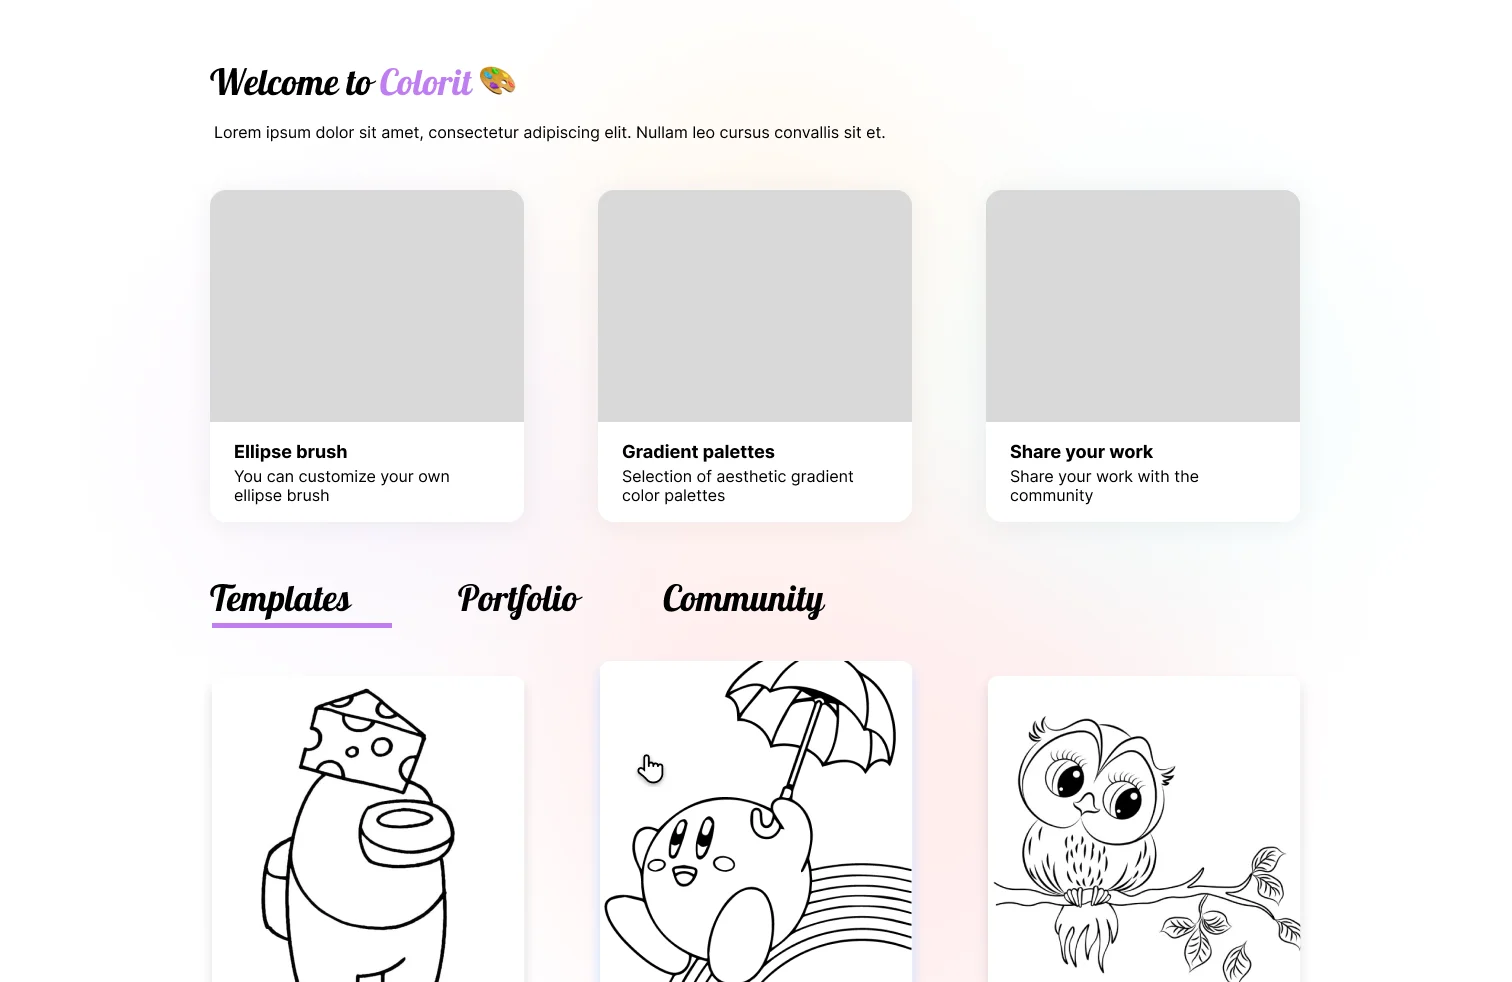 Welcome to Colorit
Lorem ipsum dolor sit amet, consectetur adipiscing elit. Nullam leo cursus convallis sit et.
Ellipse brush
You can customize your own
ellipse brush
Gradient palettes
Selection of aesthetic gradient
color palettes
Share your work
Share your work with the
community
Templates
Portfolio
Community